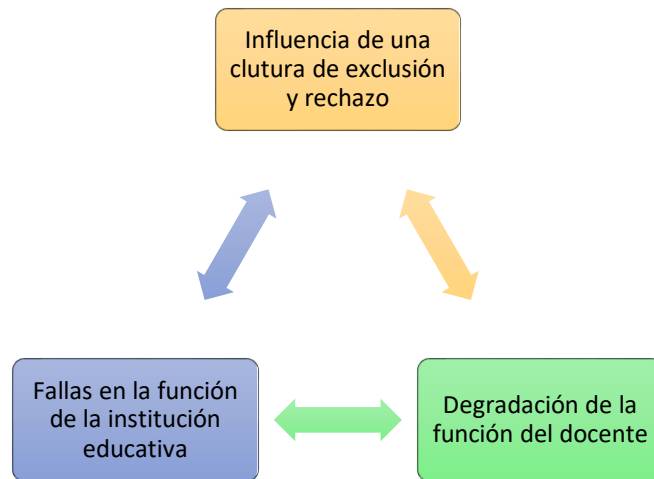 Influencia de una
clutura de exclusión
y rechazo
Fallas en la función
de la institución
educativa
Degradación de la
función del docente